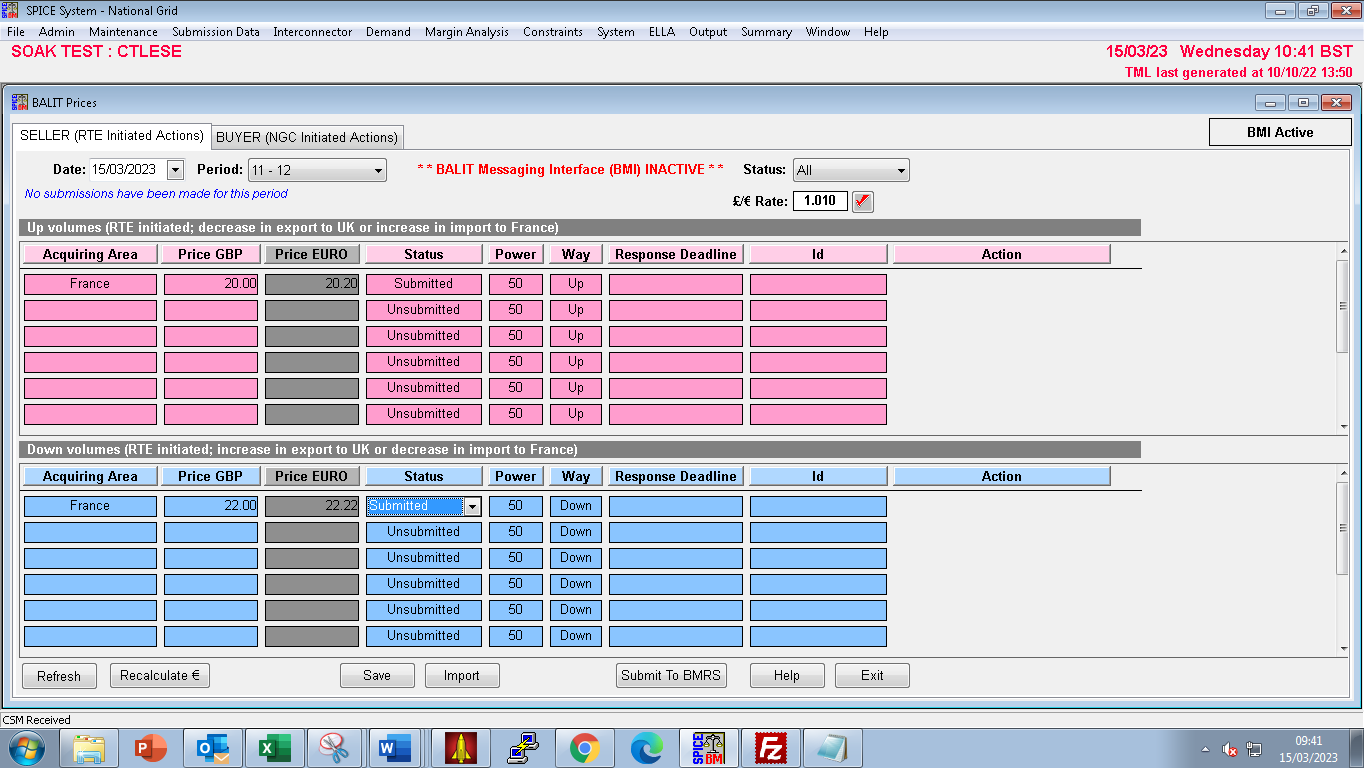 SPICE System - National Grid
File Admin Maintenance Submission Data Interconnector Demand Margin Analysis Constraints System ELLA Output Summary Window Help
SOAK TEST : CTLESE 15/03/23 Wednesday 10:41 BST
TML last generated at 10/10/22 13:50
BALIT Prices
SELLER (RTE Initiated Actions) BUYER (NGC Initiated Actions) BMI Active
Date: 15/03/2023 Period: 11 - 12 * * BALIT Messaging Interface (BMI) INACTIVE * * Status: All
No submissions have been made for this period
£/€ Rate: 1.010
Up volumes (RTE initiated; decrease in export to UK or increase in import to France)
Acquiring Area Price GBP Price EURO Status Power Way Response Deadline Id Action
France 20.00 20.20 Submitted 50 Up
Unsubmitted 50 Up
Unsubmitted 50 Up
Unsubmitted 50 Up
Unsubmitted 50 Up
Unsubmitted 50 Up
Down volumes (RTE initiated; increase in export to UK or decrease in import to France)
Acquiring Area Price GBP Price EURO Status Power Way Response Deadline Id Action
France 22.00 22.22 Submitted 50 Down
Unsubmitted 50 Down
Unsubmitted 50 Down
Unsubmitted 50 Down
Unsubmitted 50 Down
Unsubmitted 50 Down
Refresh Recalculate € Save Import Submit To BMRS Help Exit
CSM Received
SPICE BM
09:41
15/03/2023